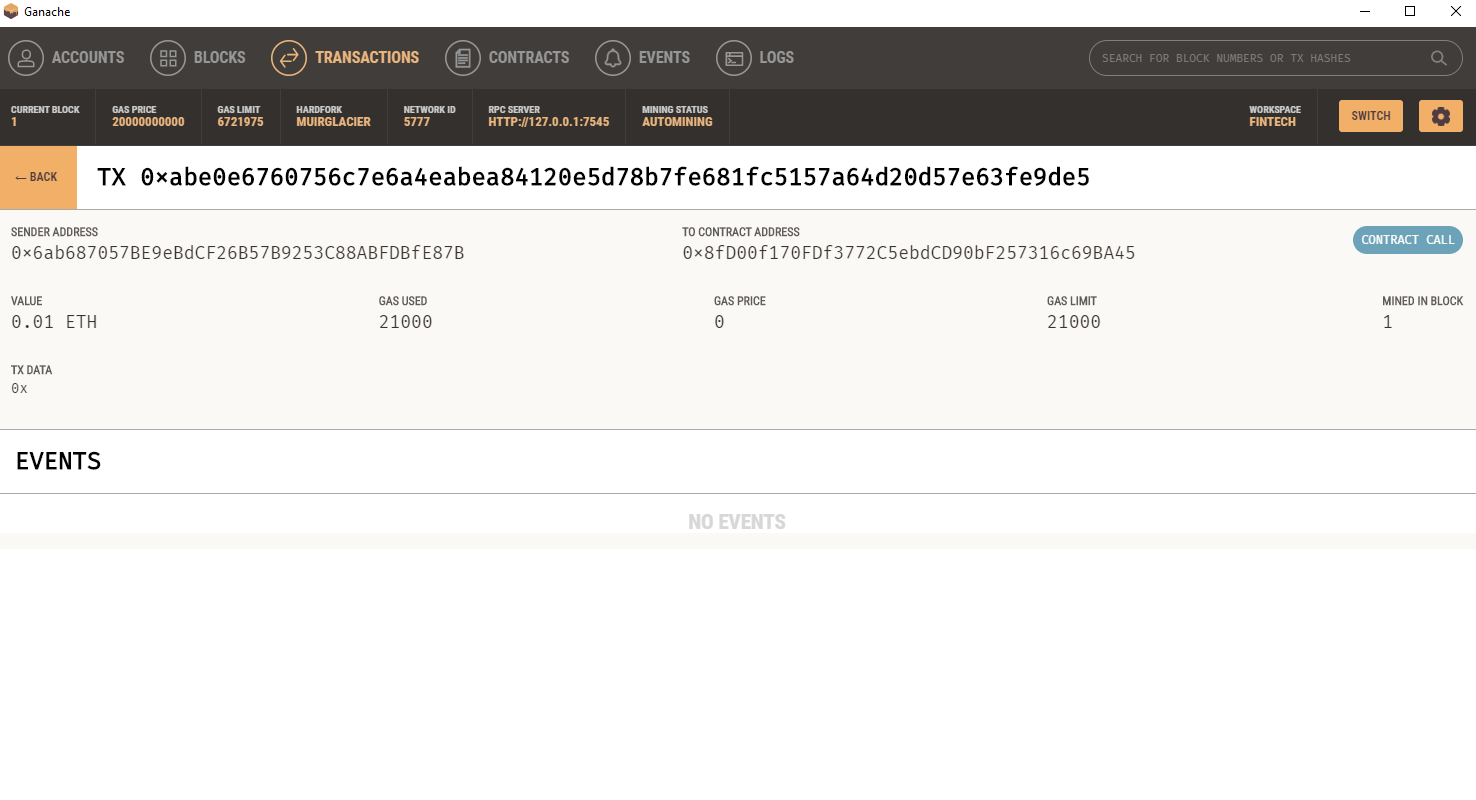 Ganache
ACCOUNTS BLOCKS TRANSACTIONS CONTRACTS EVENTS LOGS SEARCH FOR BLOCK NUMBERS OR TX HASHES
CURRENT BLOCK GAS PRICE GAS LIMIT HARDFORK NETWORK ID RPC SERVER MINING STATUS WORKSPACE
1 20000000000 6721975 MUIRGLACIER 5777 HTTP://127.0.0.1:7545 AUTOMINING FINTECH SWITCH
← BACK TX 0×abe0e6760756c7e6a4eabea84120e5d78b7fe681fc5157a64d20d57e63fe9de5
SENDER ADDRESS TO CONTRACT ADDRESS
0×6ab687057BE9eBdCF26B57B9253C88ABFDBfE87B 0×8fD00f170FDf3772C5ebdCD90bF257316c69BA45 CONTRACT CALL
VALUE GAS USED GAS PRICE GAS LIMIT MINED IN BLOCK
0.01 ETH 21000 0 21000 1
TX DATA
0x
EVENTS
NO EVENTS